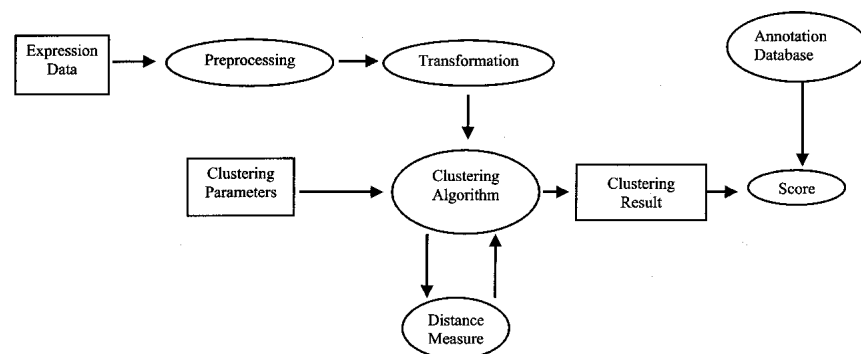 Expression
Data
Preprocessing
Transformation
Annotation
Database
Clustering
Parameters
Clustering
Algorithm
Clustering
Result
Score
Distance
Measure